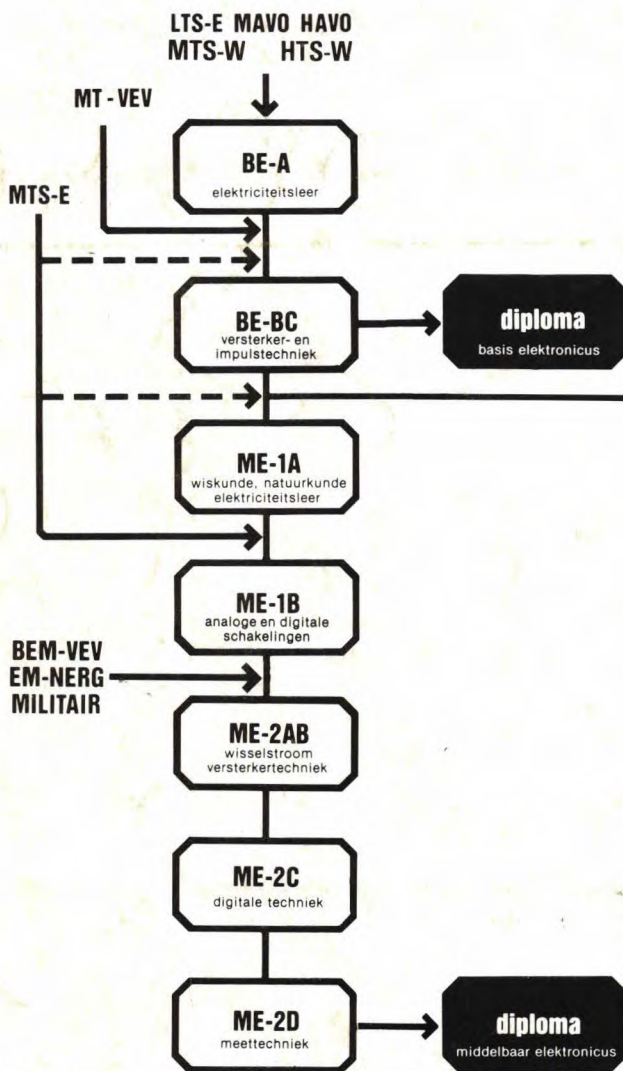 LTS-E MAVO HAVO
MTS-W HTS-W
MT-VEV
BE-A
elektriciteitsleer
MTS-E
BE-BC
versterker- en
impulstechniek
diploma
basis elektronicus
ME-1A
wiskunde, natuurkunde
elektriciteitsleer
ME-1B
analoge en digitale
schakelingen
BEM-VEV
EM-NERG
MILITAIR
ME-2AB
wisselstroom
versterkertechniek
ME-2C
digitale techniek
ME-2D
meettechniek
diploma
middelbaar elektronicus